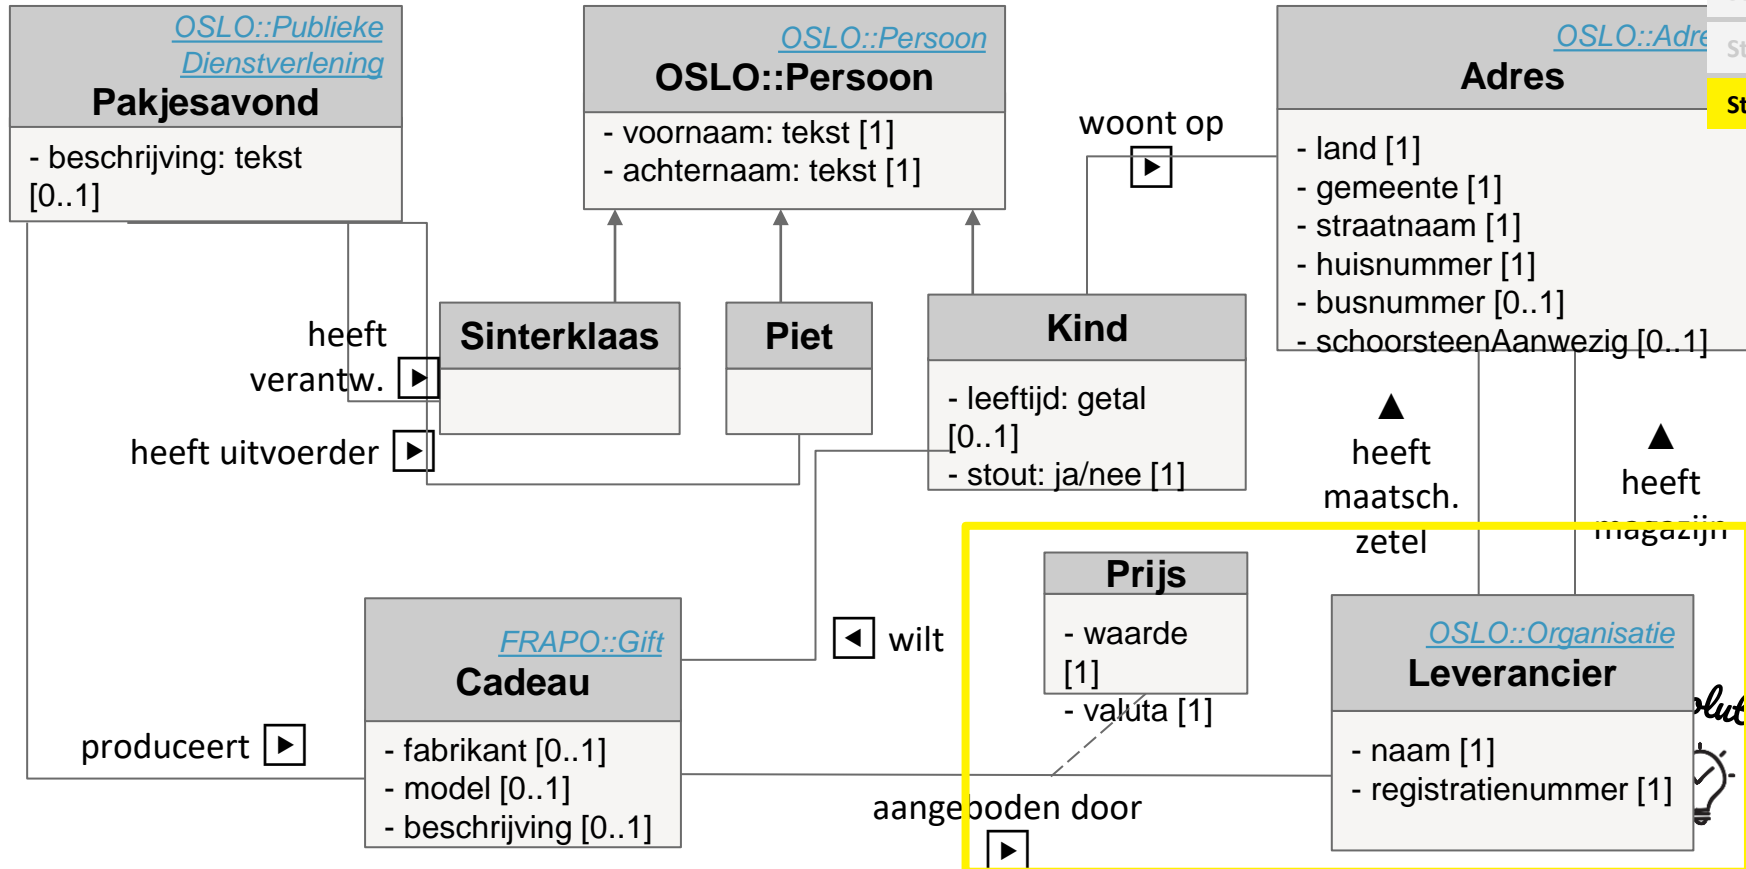 OSLO::Publieke
Dienstverlening
Pakjesavond
- beschrijving: tekst
[0..1]
OSLO::Persoon
OSLO::Persoon
- voornaam: tekst [1]
- achternaam: tekst [1]
woont op
Adres
- land [1]
- gemeente [1]
- straatnaam [1]
- huisnummer [1]
- busnummer [0..1]
- schoorsteenAanwezig [0..1]
heeft
verantw.
heeft uitvoerder
Sinterklaas
Piet
Kind
- leeftijd: getal
[0..1]
- stout: ja/nee [1]
heeft
maatsch.
zetel
heeft
magazijn
Prijs
- waarde
[1]
- valuta [1]
wilt
FRAPO::Gift
Cadeau
- fabrikant [0..1]
- model [0..1]
- beschrijving [0..1]
produceert
aangeboden door
OSLO::Organisatie
Leverancier
- naam [1]
- registratienummer [1]